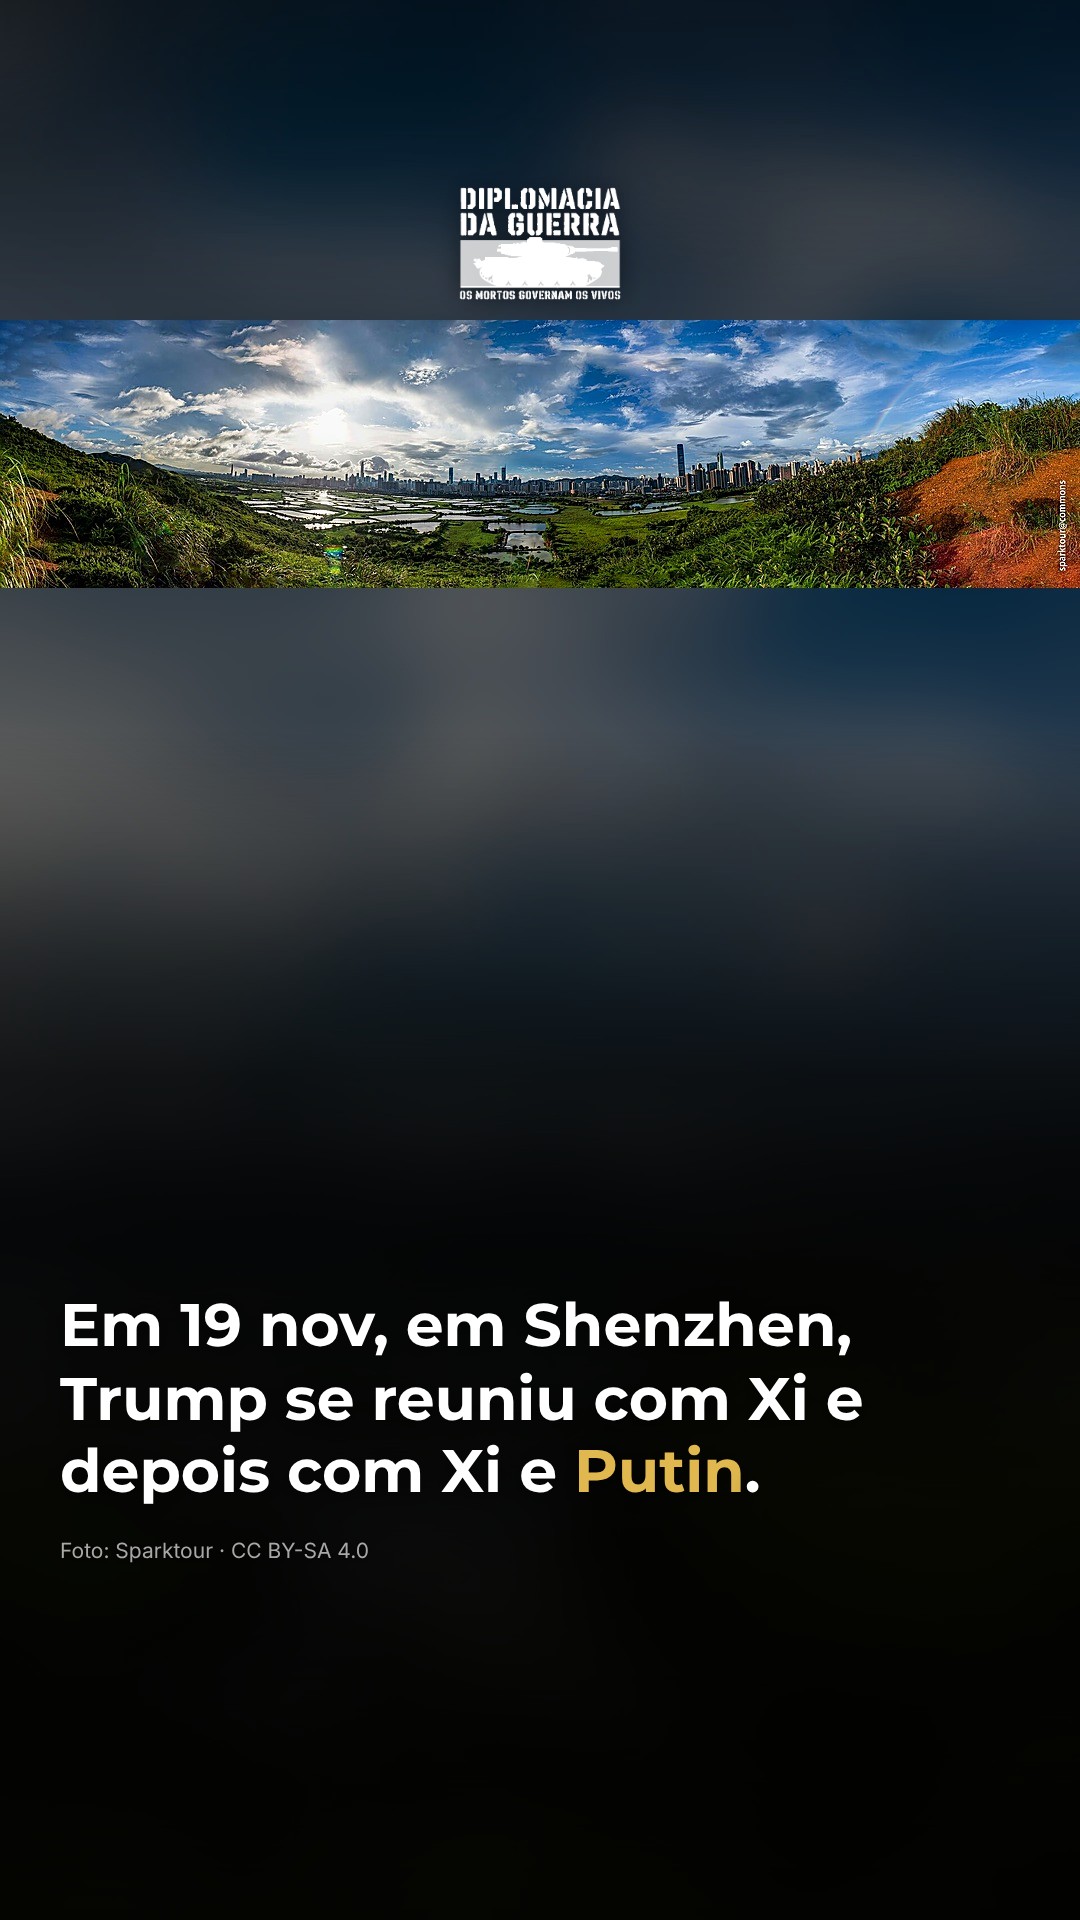 DIPLOMACIA
DA GUERRA
OS MORTOS GOVERNAM OS VIVOS
sparktour@commons
Em 19 nov, em Shenzhen,
Trump se reuniu com Xi e
depois com Xi e Putin.
Foto: Sparktour · CC BY-SA 4.0